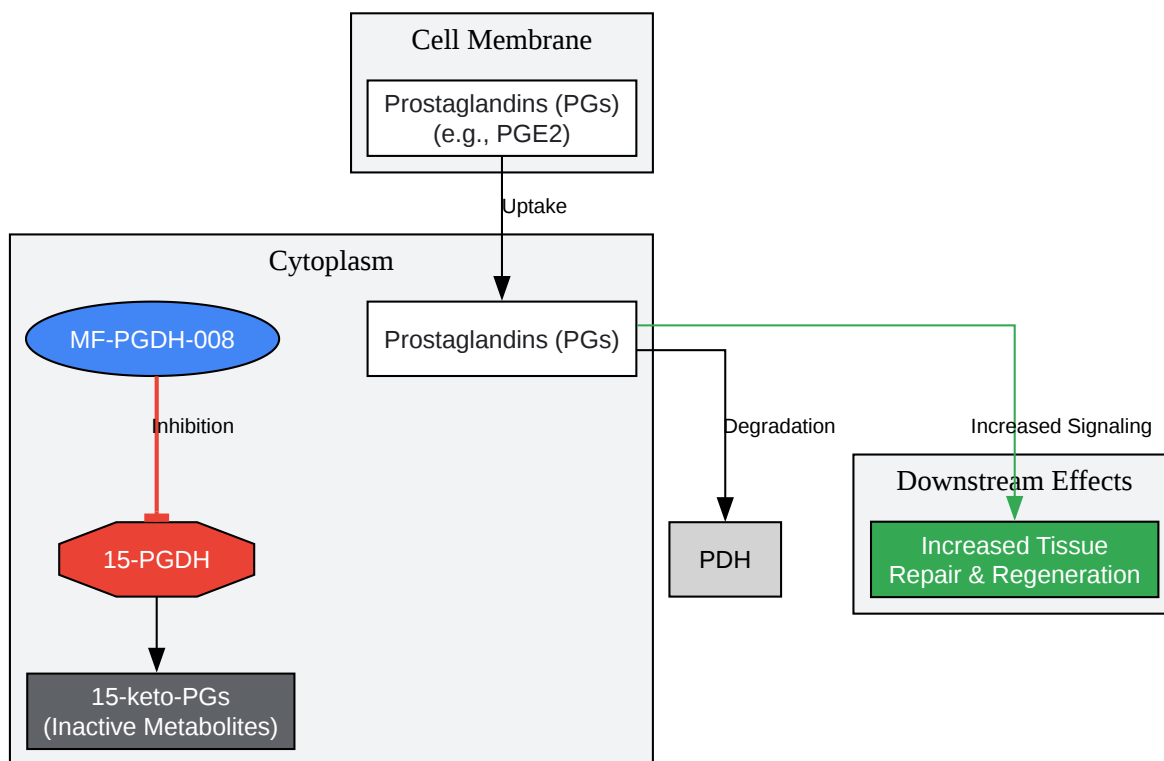 Cell Membrane
Prostaglandins (PGs)
(e.g., PGE2)
Uptake
Cytoplasm
MF-PGDH-008
Prostaglandins (PGs)
Inhibition
Degradation
Increased Signaling
Downstream Effects
15-PGDH
PDH
Increased Tissue
Repair & Regeneration
15-keto-PGs
(Inactive Metabolites)